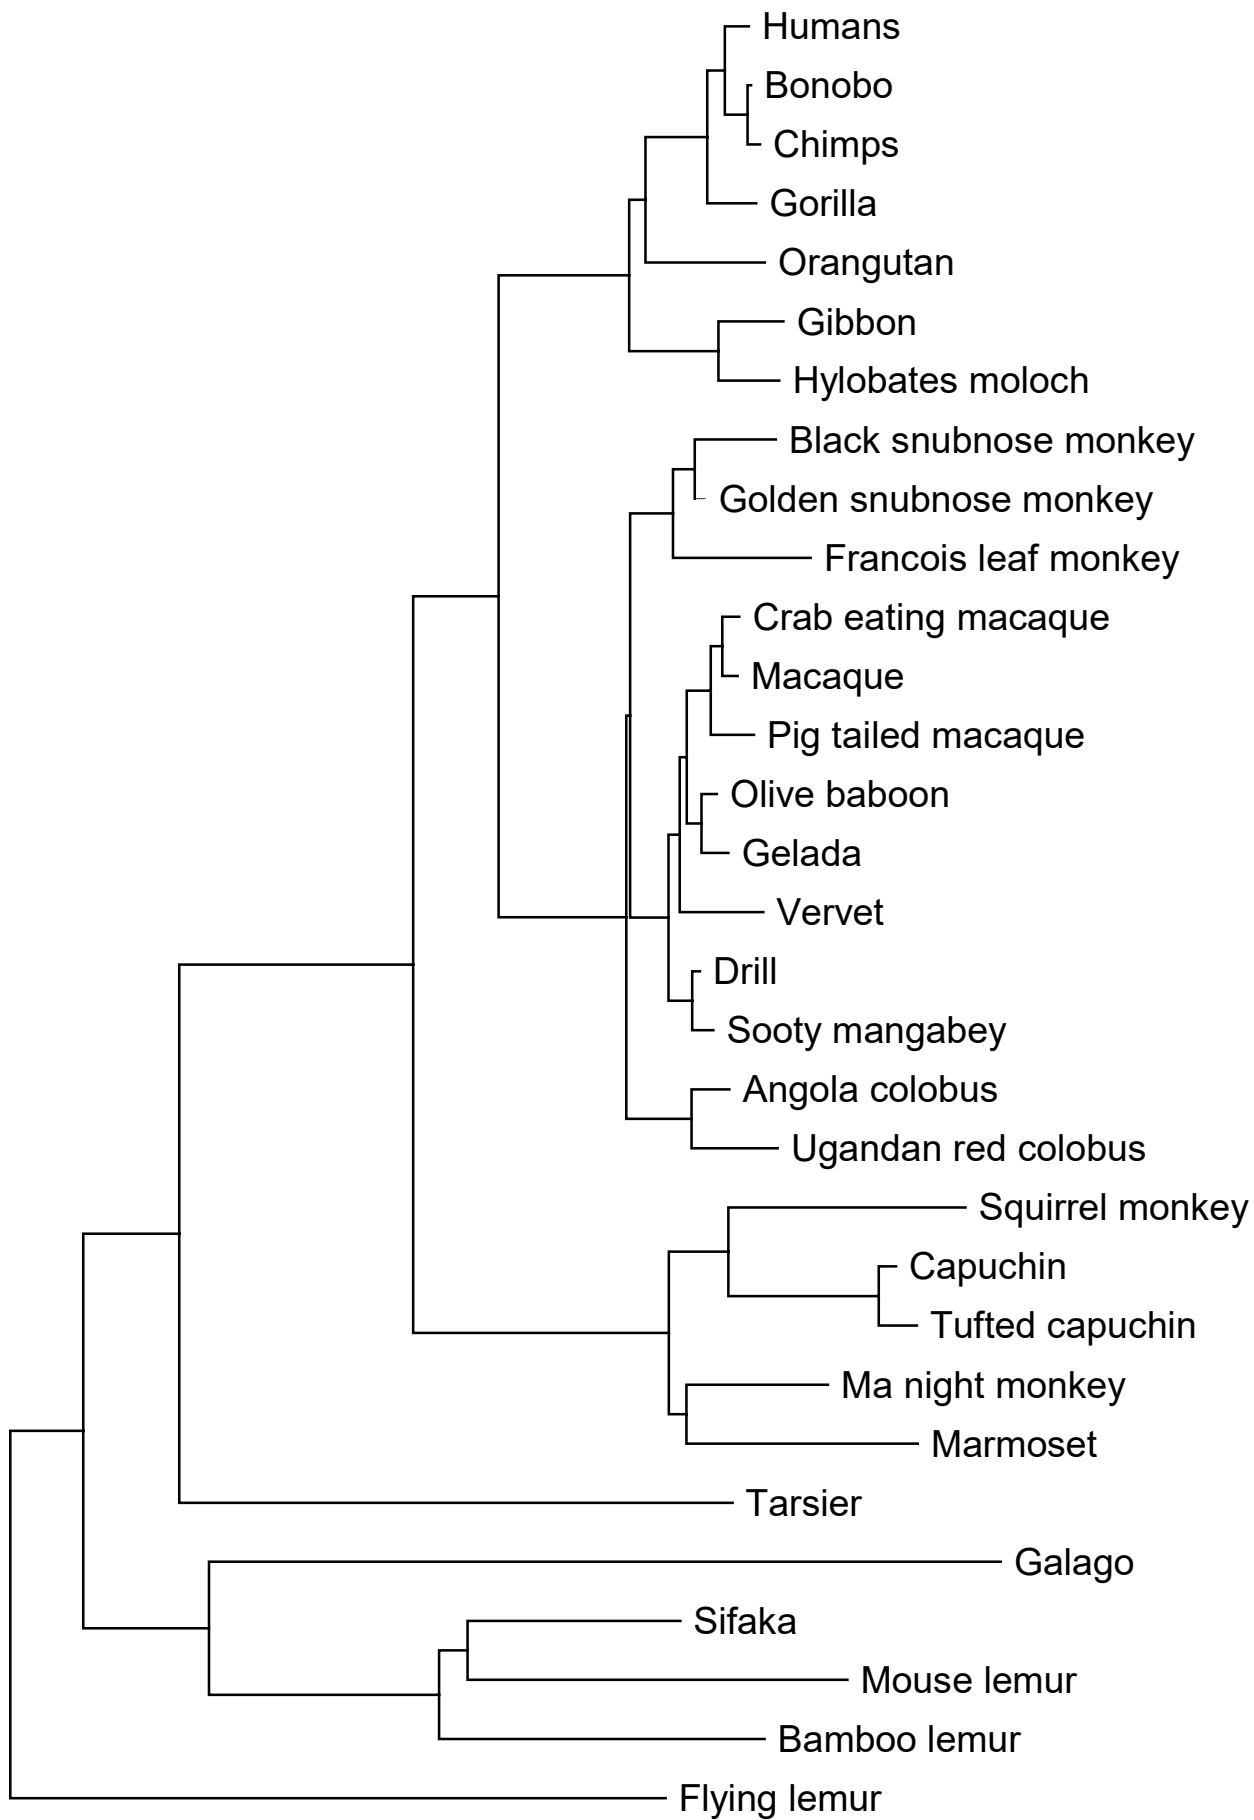 Humans
Bonobo
Chimps
Gorilla
Orangutan
Gibbon
Hylobates moloch
Black snubnose monkey
Golden snubnose monkey
Francois leaf monkey
Crab eating macaque
Macaque
Pig tailed macaque
Olive baboon
Gelada
Vervet
Drill
Sooty mangabey
Angola colobus
Ugandan red colobus
Squirrel monkey
Capuchin
Tufted capuchin
Ma night monkey
Marmoset
Tarsier
Galago
Sifaka
Mouse lemur
Bamboo lemur
Flying lemur